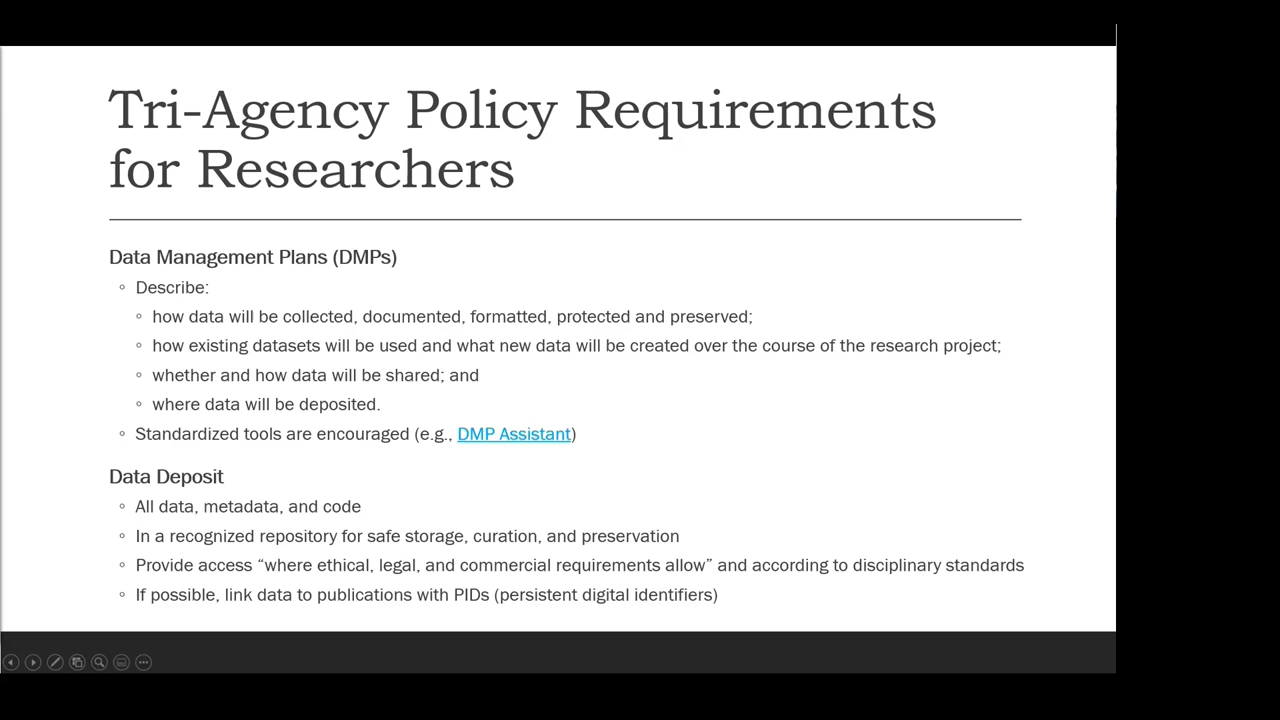 Tri-Agency Policy Requirements
for Researchers
Data Management Plans (DMPs)
◦ Describe:
◦ how data will be collected, documented, formatted, protected and preserved;
◦ how existing datasets will be used and what new data will be created over the course of the research project;
◦ whether and how data will be shared; and
◦ where data will be deposited.
◦ Standardized tools are encouraged (e.g., DMP Assistant)
Data Deposit
◦ All data, metadata, and code
◦ In a recognized repository for safe storage, curation, and preservation
◦ Provide access “where ethical, legal, and commercial requirements allow” and according to disciplinary standards
◦ If possible, link data to publications with PIDs (persistent digital identifiers)